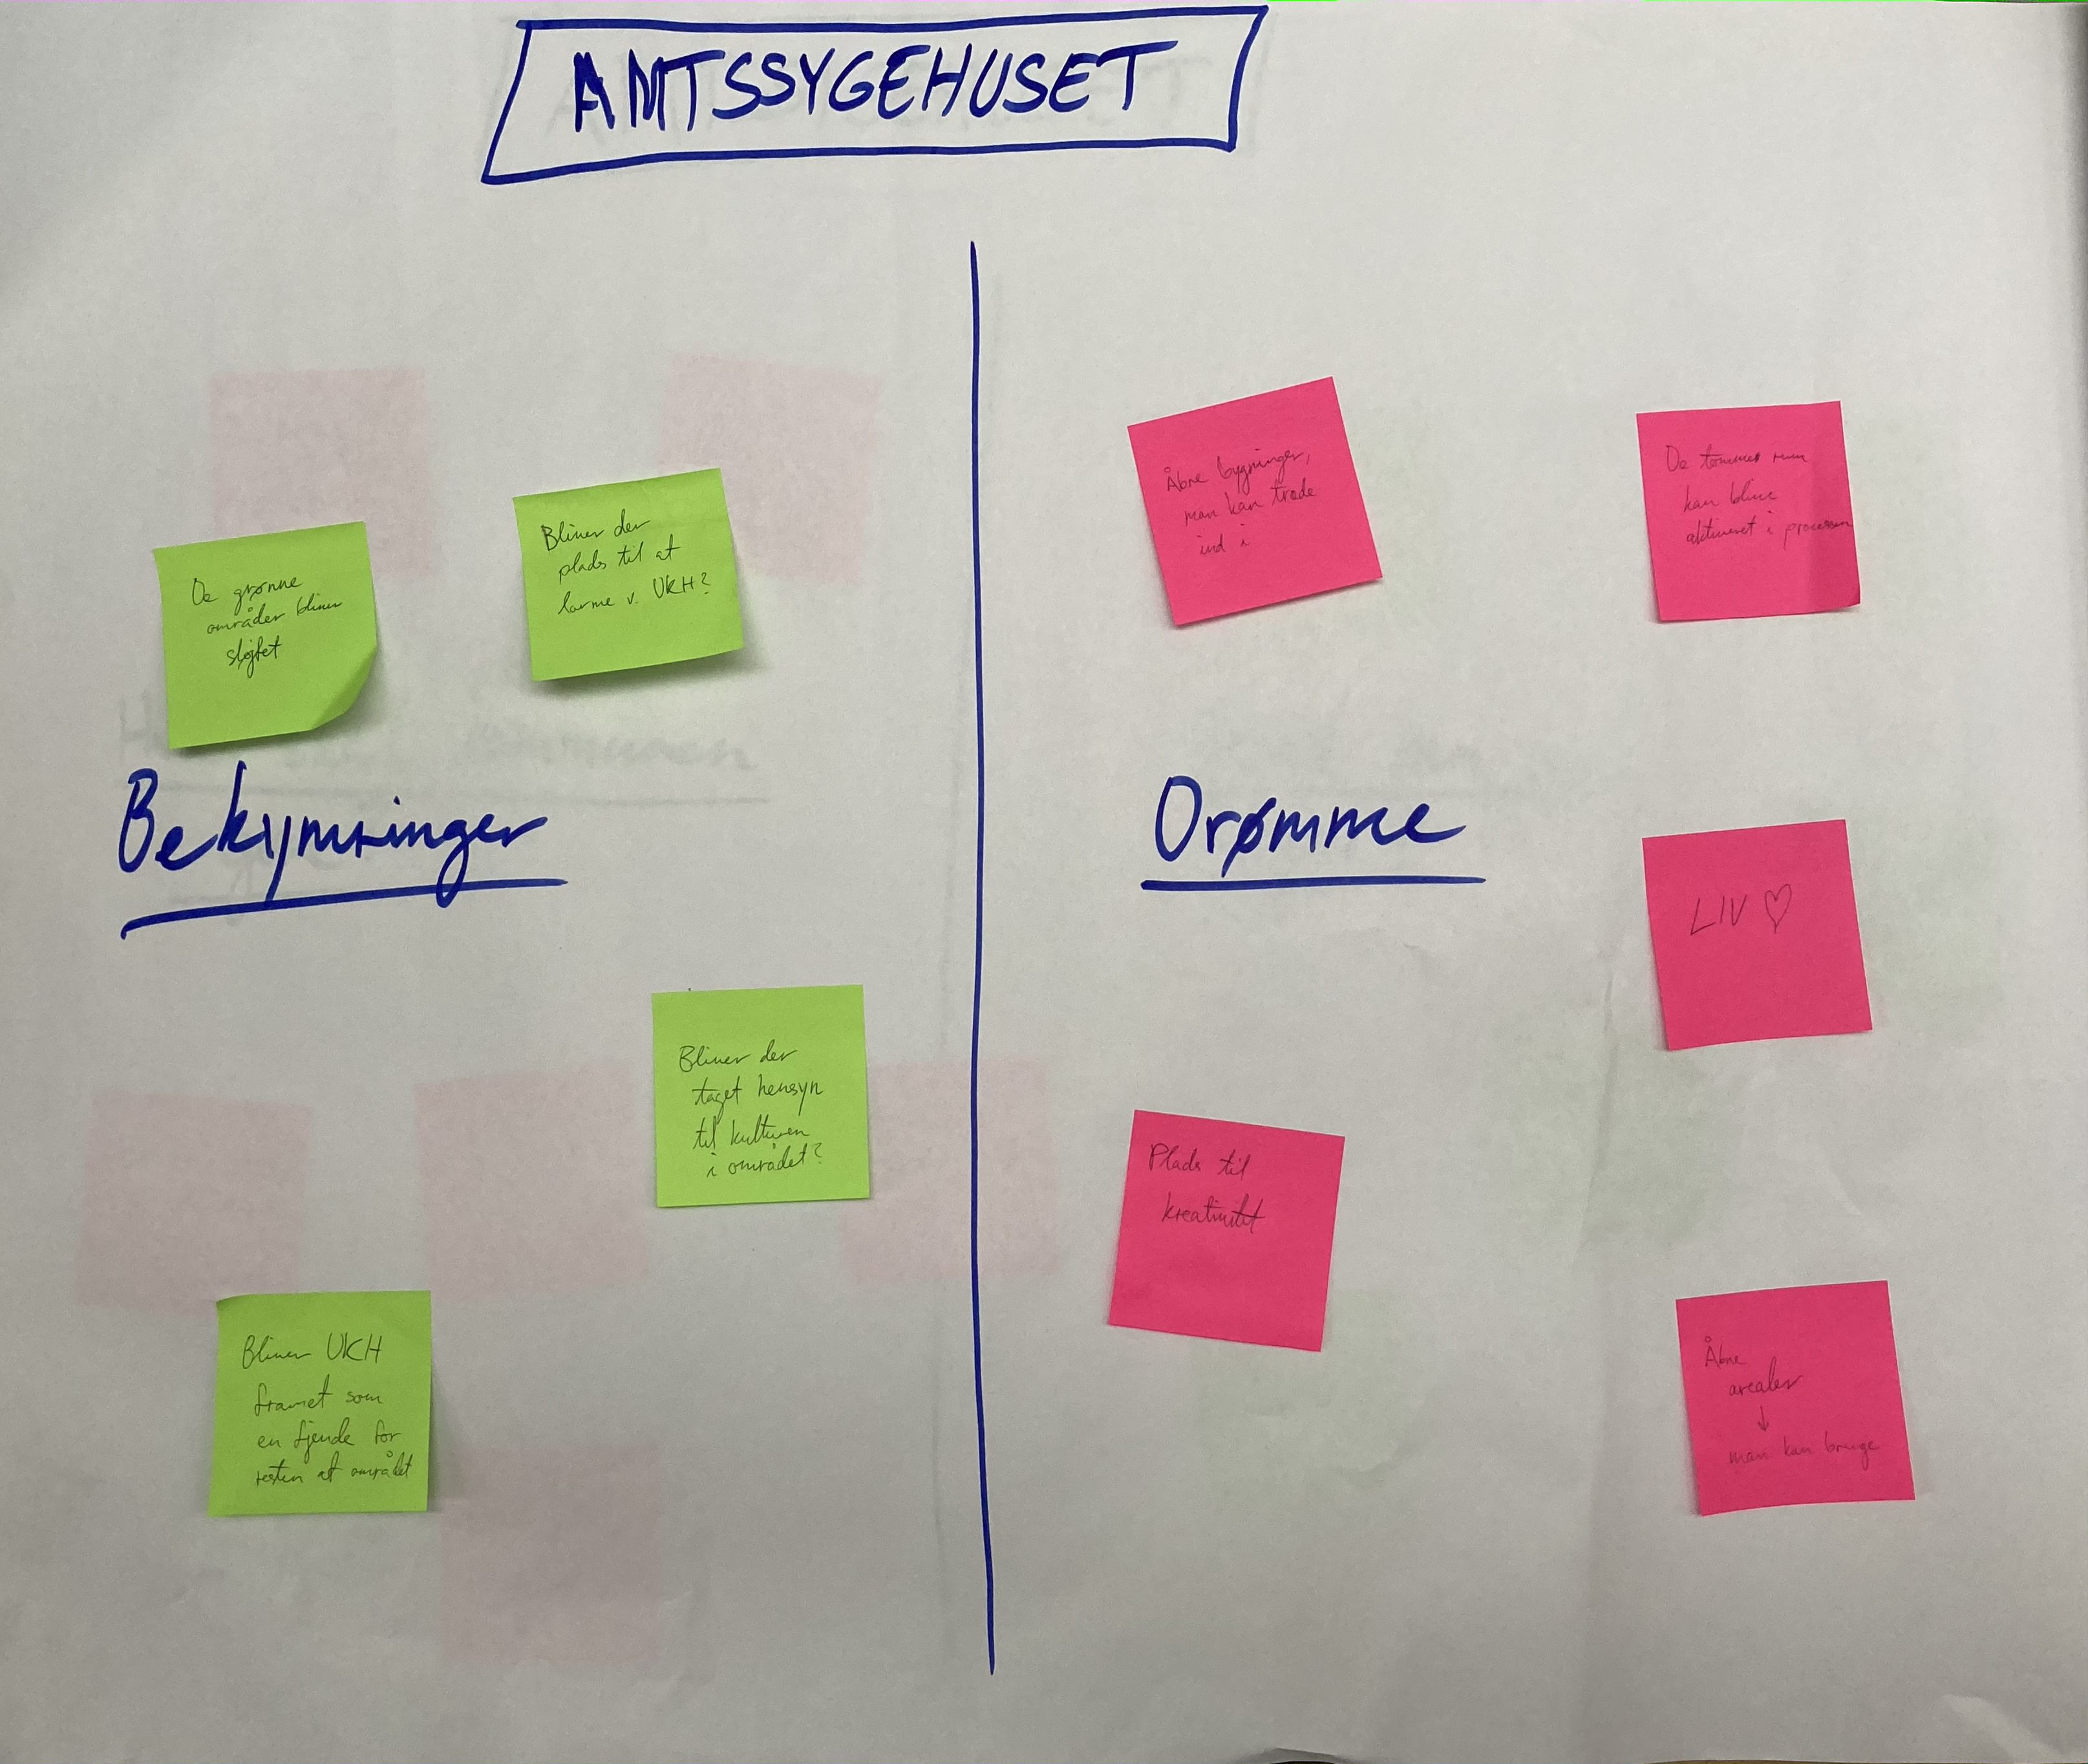 AMTSSYGEHUSET
De grønne
områder bliver
sløjfet
Bliver der
plads til at
larme v. UKH?
Bekymringer
Bliver der
taget hensyn
til kulturen
i området?
Bliver UKH
framet som
en fjende for
resten af området
Åbne bygninger,
man kan træde
ind i
De tomme rum
kan blive
aktiveret i processen
Drømme
LIV ♡
Plads til
kreativitet
Åbne
arealer
↓
man kan bruge